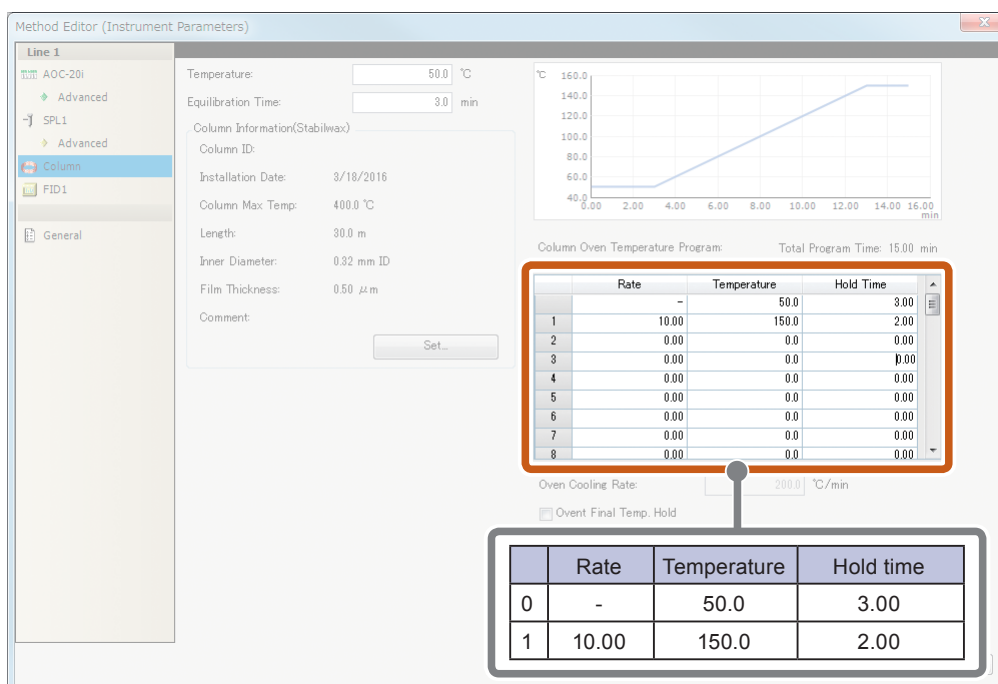 Method Editor (Instrument Parameters)
Line 1
AOC-20i
Advanced
SPL1
Advanced
Column
FID1
General
Temperature: 50.0 °C
Equilibration Time: 3.0 min
Column Information(Stabilwax)
Column ID:
Installation Date: 3/18/2016
Column Max Temp: 400.0 °C
Length: 30.0 m
Inner Diameter: 0.32 mm ID
Film Thickness: 0.50 μm
Comment:
Set...
°C 160.0
140.0
120.0
100.0
80.0
60.0
40.0
0.00 2.00 4.00 6.00 8.00 10.00 12.00 14.00 16.00
min
Column Oven Temperature Program: Total Program Time: 15.00 min
Rate Temperature Hold Time
- 50.0 3.00
1 10.00 150.0 2.00
2 0.00 0.0 0.00
3 0.00 0.0 0.00
4 0.00 0.0 0.00
5 0.00 0.0 0.00
6 0.00 0.0 0.00
7 0.00 0.0 0.00
8 0.00 0.0 0.00
Oven Cooling Rate: 200.0 °C/min
Ovent Final Temp. Hold
Rate Temperature Hold time
0 - 50.0 3.00
1 10.00 150.0 2.00